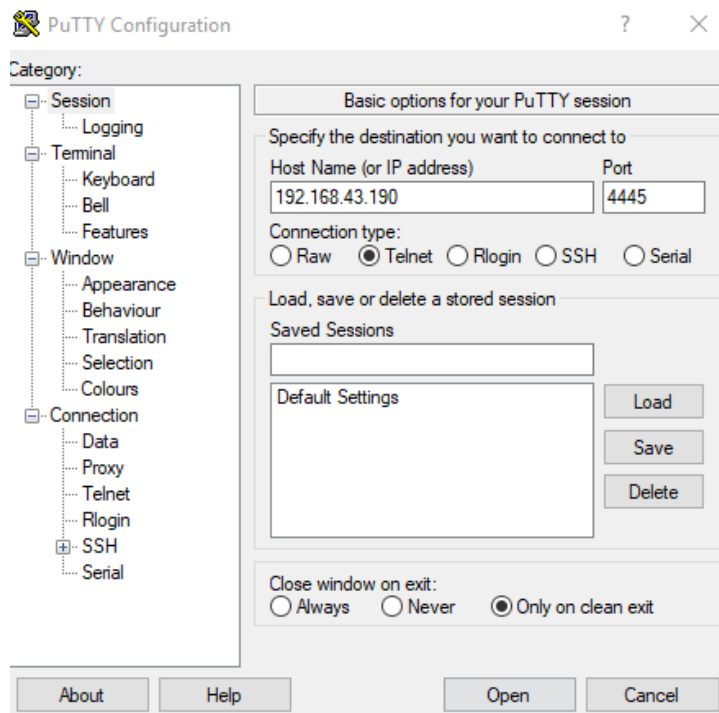 PuTTY Configuration
?
Category:
Session
Logging
Terminal
Keyboard
Bell
Features
Window
Appearance
Behaviour
Translation
Selection
Colours
Connection
Data
Proxy
Telnet
Rlogin
SSH
Serial
Basic options for your PuTTY session
Specify the destination you want to connect to
Host Name (or IP address) Port
192.168.43.190 4445
Connection type:
Raw Telnet Rlogin SSH Serial
Load, save or delete a stored session
Saved Sessions
Default Settings
Load
Save
Delete
Close window on exit:
Always Never Only on clean exit
About Help Open Cancel